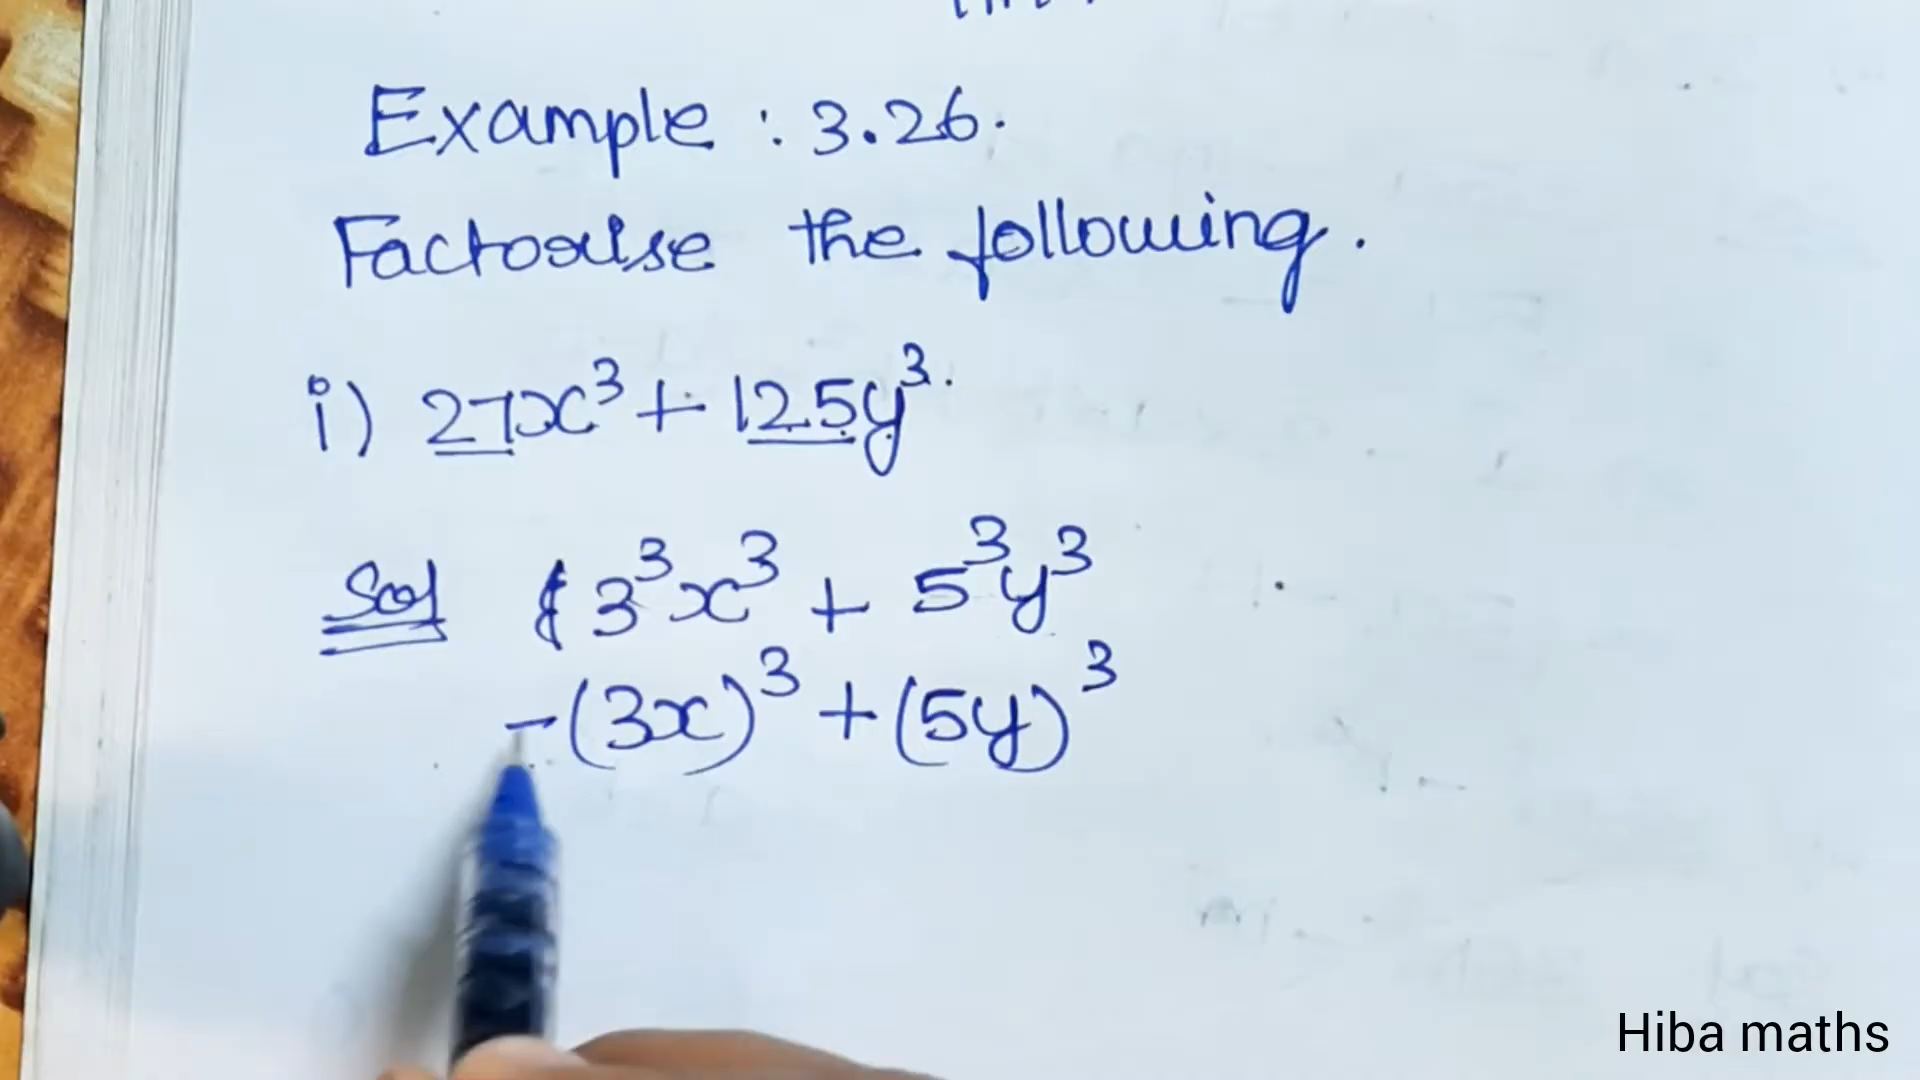 Example : 3.26.
Factorise the following.
i) 27x³ + 125y³.
Sol 3³x³ + 5³y³
-(3x)³ + (5y)³
Hiba maths